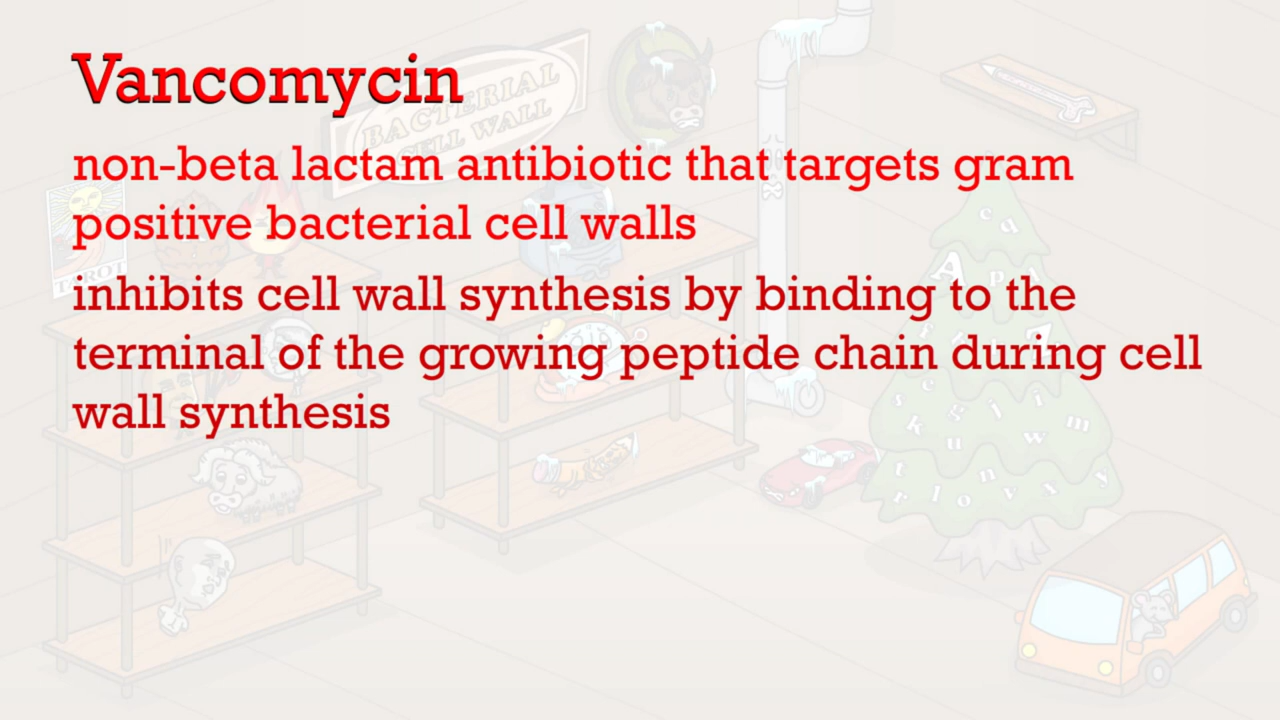 Vancomycin
non-beta lactam antibiotic that targets gram
positive bacterial cell walls
inhibits cell wall synthesis by binding to the
terminal of the growing peptide chain during cell
wall synthesis
BACTERIAL
CELL WALL
TAROT